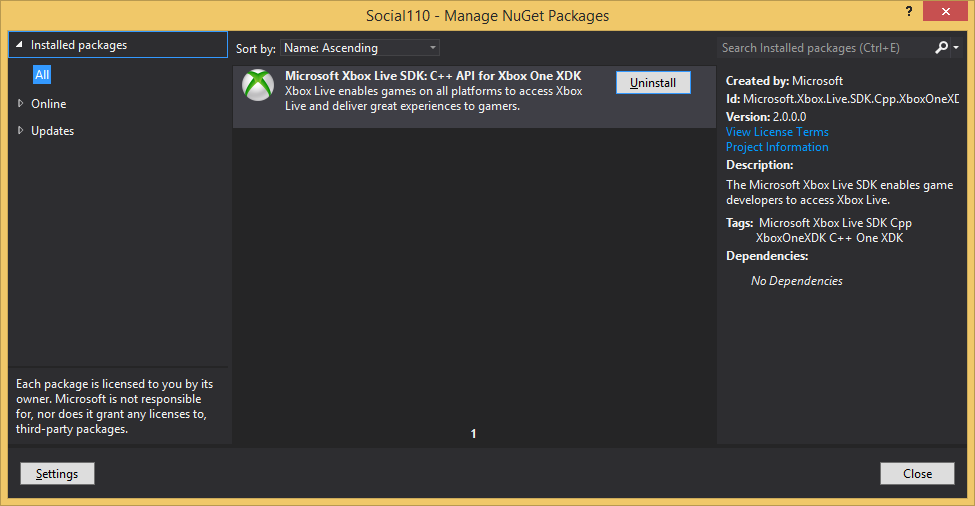 Social110 - Manage NuGet Packages
?
Installed packages
All
Online
Updates
Each package is licensed to you by its
owner. Microsoft is not responsible
for, nor does it grant any licenses to,
third-party packages.
Settings
Sort by: Name: Ascending
Microsoft Xbox Live SDK: C++ API for Xbox One XDK
Xbox Live enables games on all platforms to access Xbox
Live and deliver great experiences to gamers.
Uninstall
1
Search Installed packages (Ctrl+E)
Created by: Microsoft
Id: Microsoft.Xbox.Live.SDK.Cpp.XboxOneXD
Version: 2.0.0.0
View License Terms
Project Information
Description:
The Microsoft Xbox Live SDK enables game
developers to access Xbox Live.
Tags: Microsoft Xbox Live SDK Cpp
XboxOneXDK C++ One XDK
Dependencies:
No Dependencies
Close